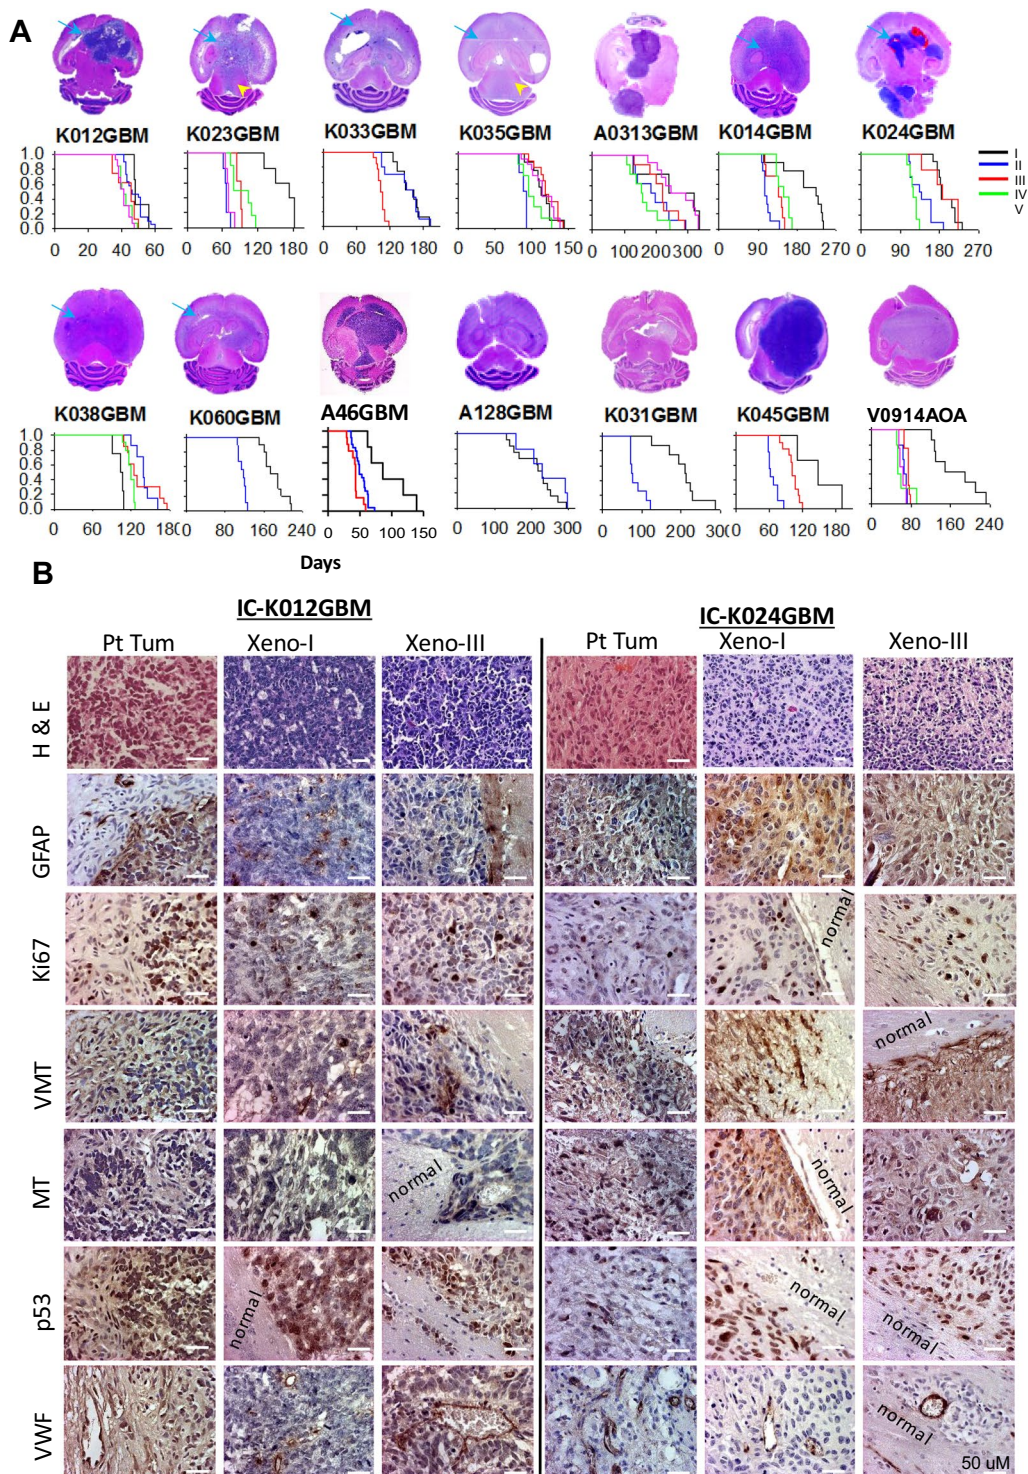 A
K012GBM K023GBM K033GBM K035GBM A0313GBM K014GBM K024GBM
1.0
0.8
0.6
0.4
0.2
0.0
0 20 40 60 0 60 120 180 0 60 120 180 0 50 100 150 0 100 200 300 0 90 180 270 0 90 180 270
I
II
III
IV
V
K038GBM K060GBM A46GBM A128GBM K031GBM K045GBM V0914AOA
1.0
0.8
0.6
0.4
0.2
0.0
0 60 120 180 0 60 120 180 240 0 50 100 150 0 100 200 300 0 100 200 300 0 60 120 180 0 80 160 240
Days
B
IC-K012GBM IC-K024GBM
Pt Tum Xeno-I Xeno-III Pt Tum Xeno-I Xeno-III
H & E
GFAP
Ki67 normal
VMT normal
MT normal normal
p53 normal normal normal
VWF normal
50 uM